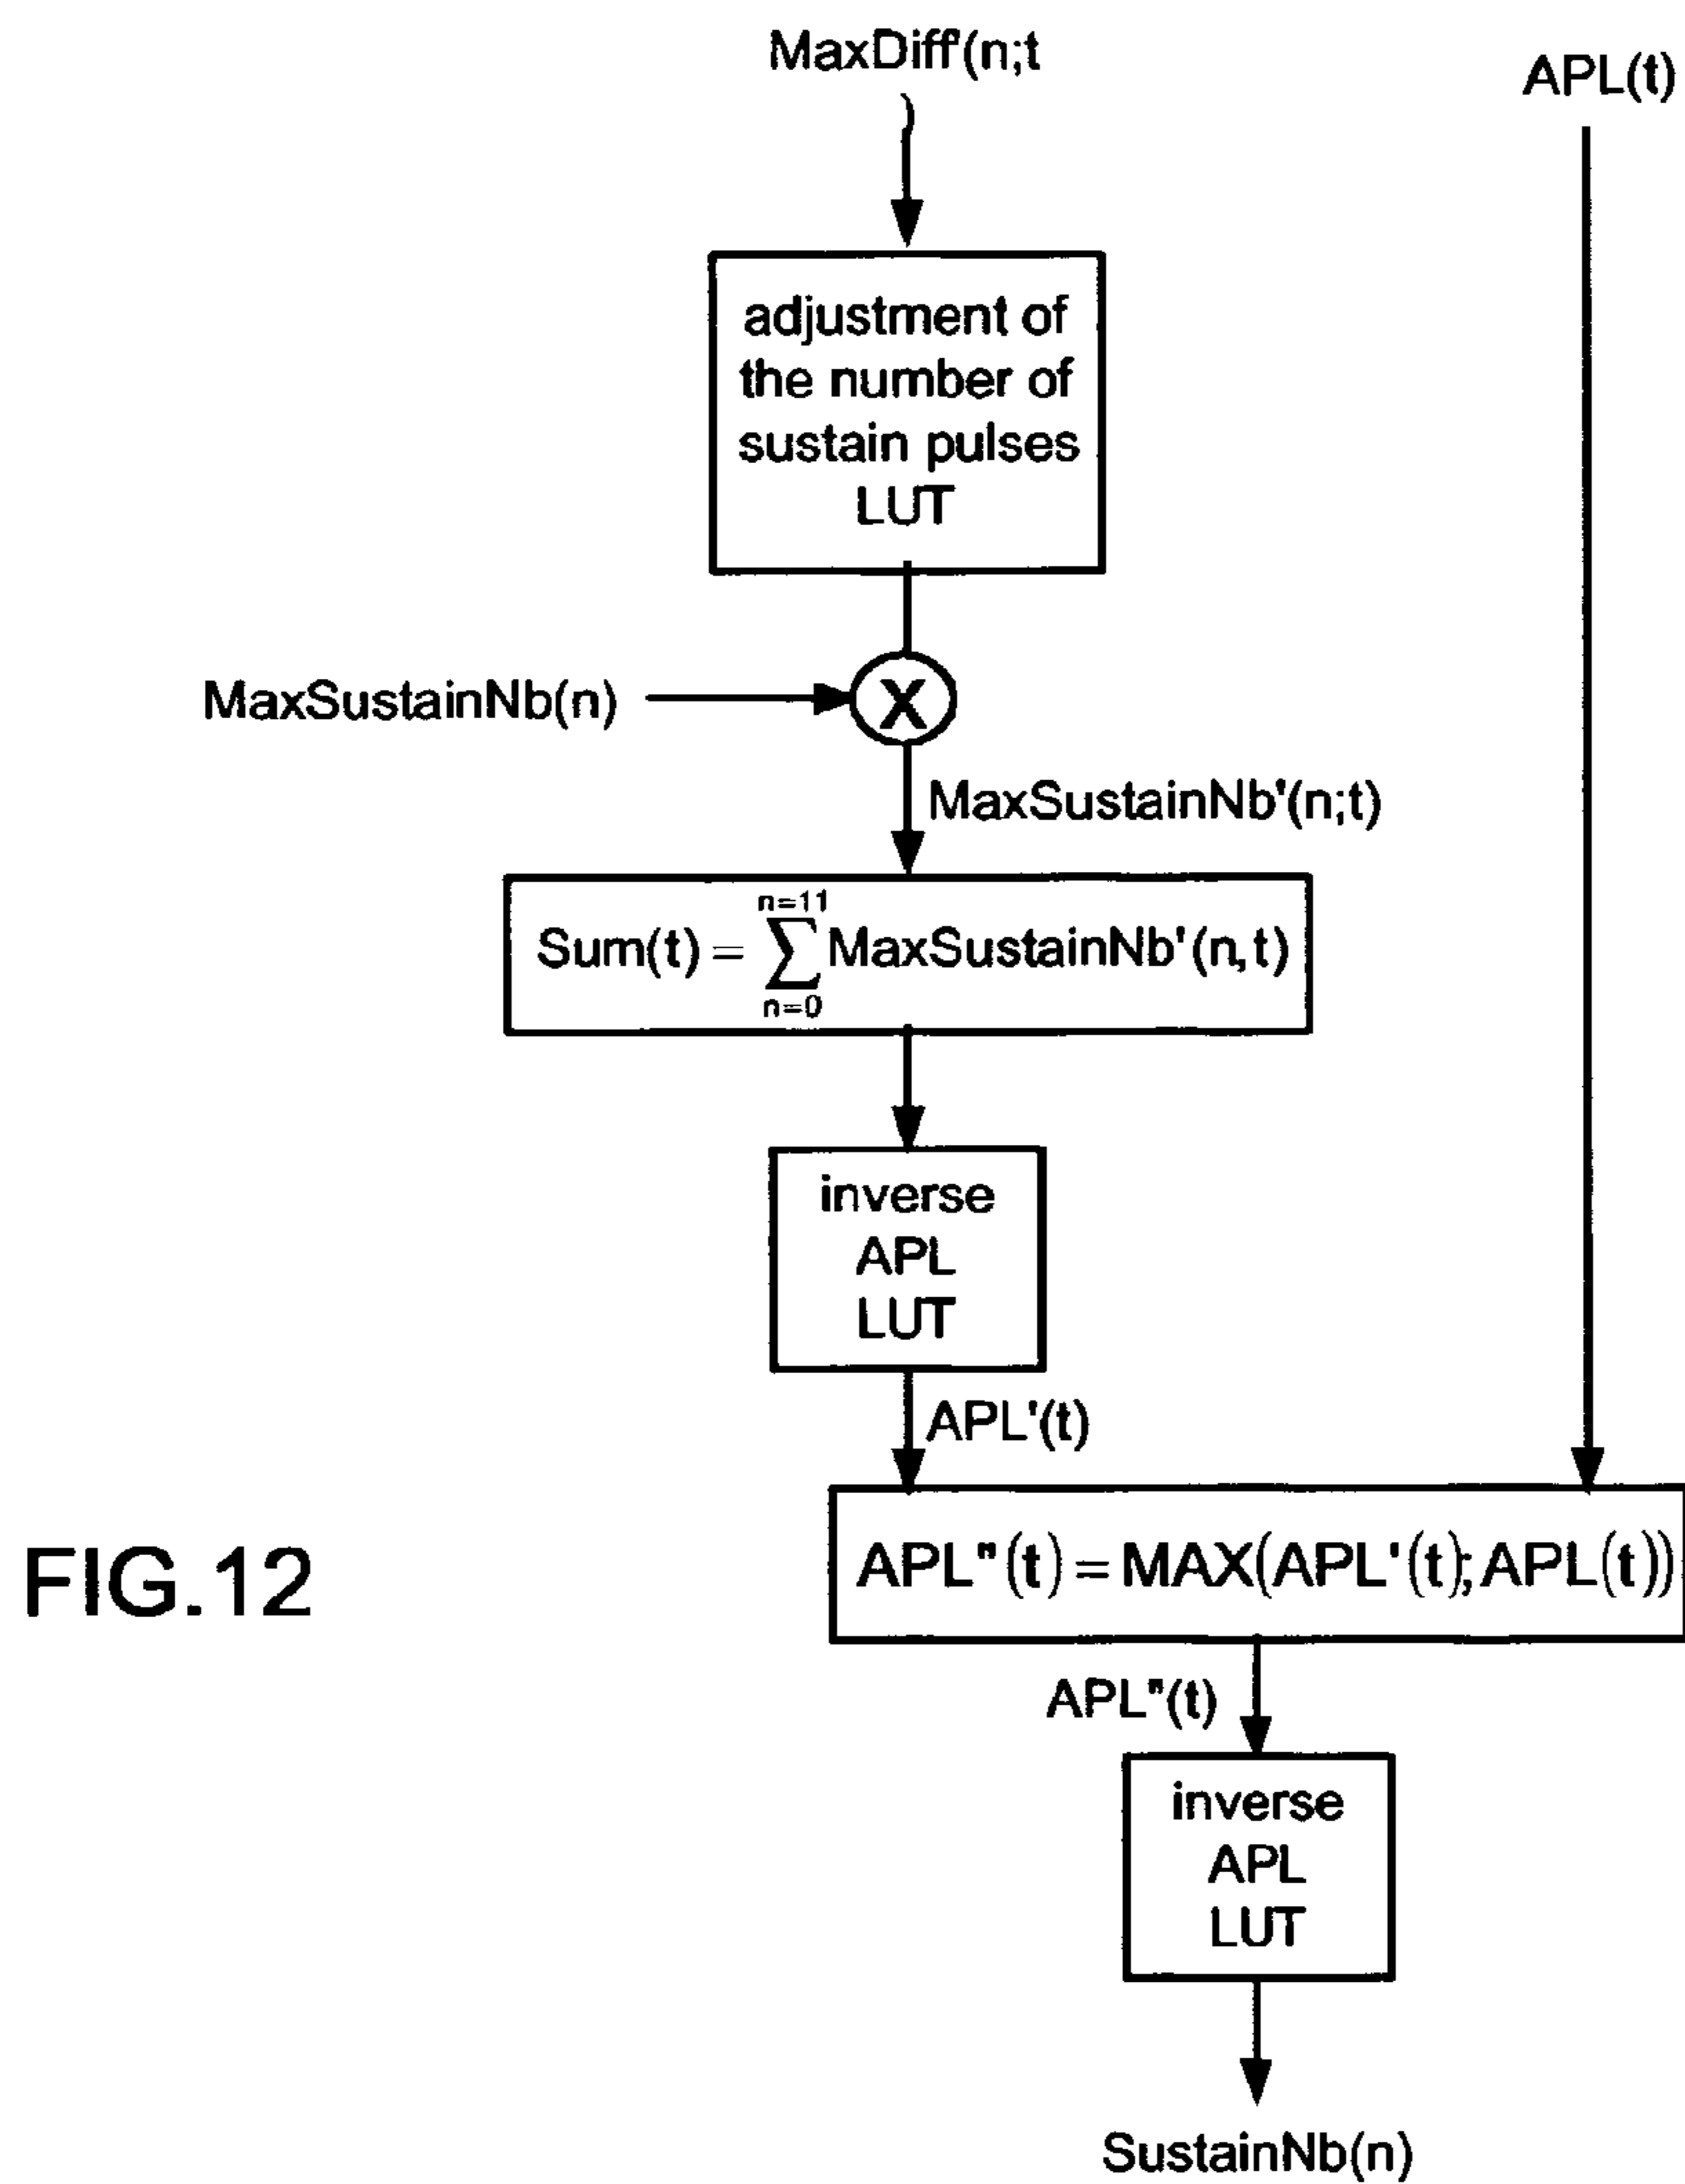 MaxDiff'(n;t
APL(t)
adjustment of
the number of
sustain pulses
LUT
MaxSustainNb(n)
X
MaxSustainNb'(n;t)
n=11
Sum(t) = ∑ MaxSustainNb'(n,t)
n=0
inverse
APL
LUT
APL'(t)
APL"(t) = MAX(APL'(t);APL(t))
FIG.12
APL"(t)
inverse
APL
LUT
SustainNb(n)